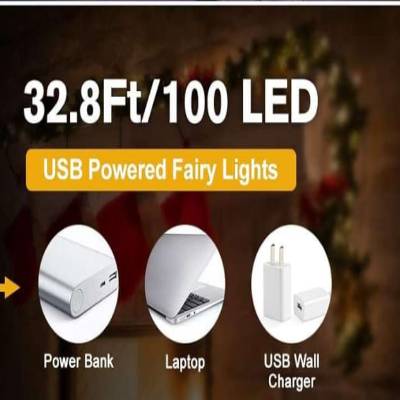 32.8Ft/100 LED
USB Powered Fairy Lights
Power Bank
Laptop
USB Wall
Charger